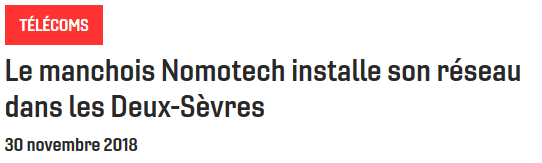 TÉLÉCOMS
Le manchois Nomotech installe son réseau
dans les Deux-Sèvres
30 novembre 2018